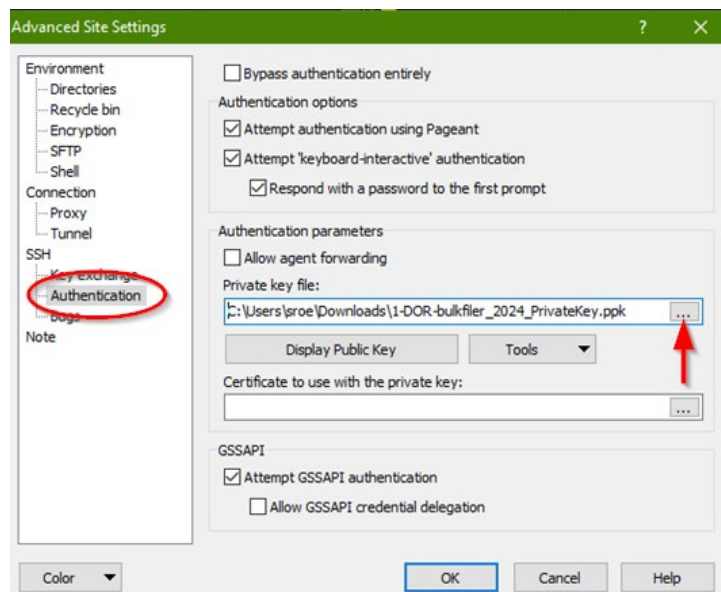 Advanced Site Settings
?
Environment
Directories
Recycle bin
Encryption
SFTP
Shell
Connection
Proxy
Tunnel
SSH
Key exchange
Authentication
Bugs
Note
Bypass authentication entirely
Authentication options
Attempt authentication using Pageant
Attempt 'keyboard-interactive' authentication
Respond with a password to the first prompt
Authentication parameters
Allow agent forwarding
Private key file:
C:\Users\sroe\Downloads\1-DOR-bulkfiler_2024_PrivateKey.ppk
...
Display Public Key
Tools
Certificate to use with the private key:
...
GSSAPI
Attempt GSSAPI authentication
Allow GSSAPI credential delegation
Color
OK
Cancel
Help